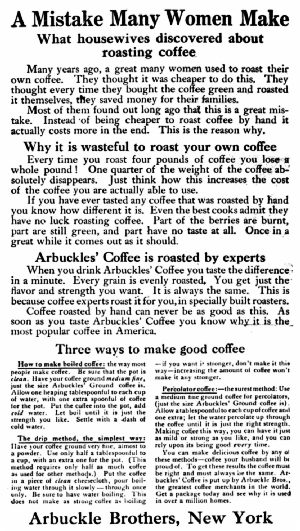 A Mistake Many Women Make
What housewives discovered about
roasting coffee
Many years ago, a great many women used to roast their
own coffee. They thought it was cheaper to do this. They
thought every time they bought the coffee green and roasted
it themselves, they saved money for their families.
Most of them found out long ago that this is a great mis-
take. Instead of being cheaper to roast coffee by hand it
actually costs more in the end. This is the reason why.
Why it is wasteful to roast your own coffee
Every time you roast four pounds of coffee you lose a
whole pound! One quarter of the weight of the coffee ab-
solutely disappears. Just think how this increases the cost
of the coffee you are actually able to use.
If you have ever tasted any coffee that was roasted by hand
you know how different it is. Even the best cooks admit they
have no luck roasting coffee. Part of the berries are burnt,
part are still green, and part have no taste at all. Once in a
great while it comes out as it should.
Arbuckles' Coffee is roasted by experts
When you drink Arbuckles' Coffee you taste the difference
in a minute. Every grain is evenly roasted. You get just the
flavor and strength you want. It is always the same. This is
because coffee experts roast it for you, in specially built roasters.
Coffee roasted by hand can never be as good as this. As
soon as you taste Arbuckles' Coffee you know why it is the
most popular coffee in America.
Three ways to make good coffee
How to make boiled coffee: the way most
people make coffee. Be sure that the pot is
clean. Have your coffee ground medium fine,
just the size Arbuckles' Ground coffee is.
Allow one heaping tablespoonful to each cup
of water, with one extra spoonful of coffee
for the pot. Put the coffee into the pot, add
cold water. Let boil until it is just the
strength you like. Settle with a dash of
cold water.
The drip method, the simplest way:
Have your coffee ground very fine, almost to
a powder. Use only half a tablespoonful to
a cup, with an extra one for the pot. (This
method requires only half as much coffee
as used for other methods.) Put the coffee
in a piece of clean cheesecloth, pour boil-
ing water through it slowly—through once
only. Be sure to have water boiling. This
does not make as strong coffee as boiling
—if you want it stronger, don't make it this
way—increasing the amount of coffee won't
make it any stronger.
Percolator coffee:—the surest method: Use
a medium fine ground coffee for percolators,
(just the size Arbuckles' Ground coffee is).
Allow a tablespoonful to each cup of coffee and
one extra; let the water percolate up through
the coffee until it is just the right strength.
Making coffee this way, you can have it just
as mild or strong as you like, and you can
rely upon its being good every time.
You can make delicious coffee by any of
these methods—coffee your husband will be
proud of. To get these results the coffee must
be right and must always be the same. Ar-
buckles' Coffee is put up by Arbuckle Bros.,
the greatest coffee merchants in the world.
Get a package today and see why it is used
in over a million homes.
Arbuckle Brothers, New York